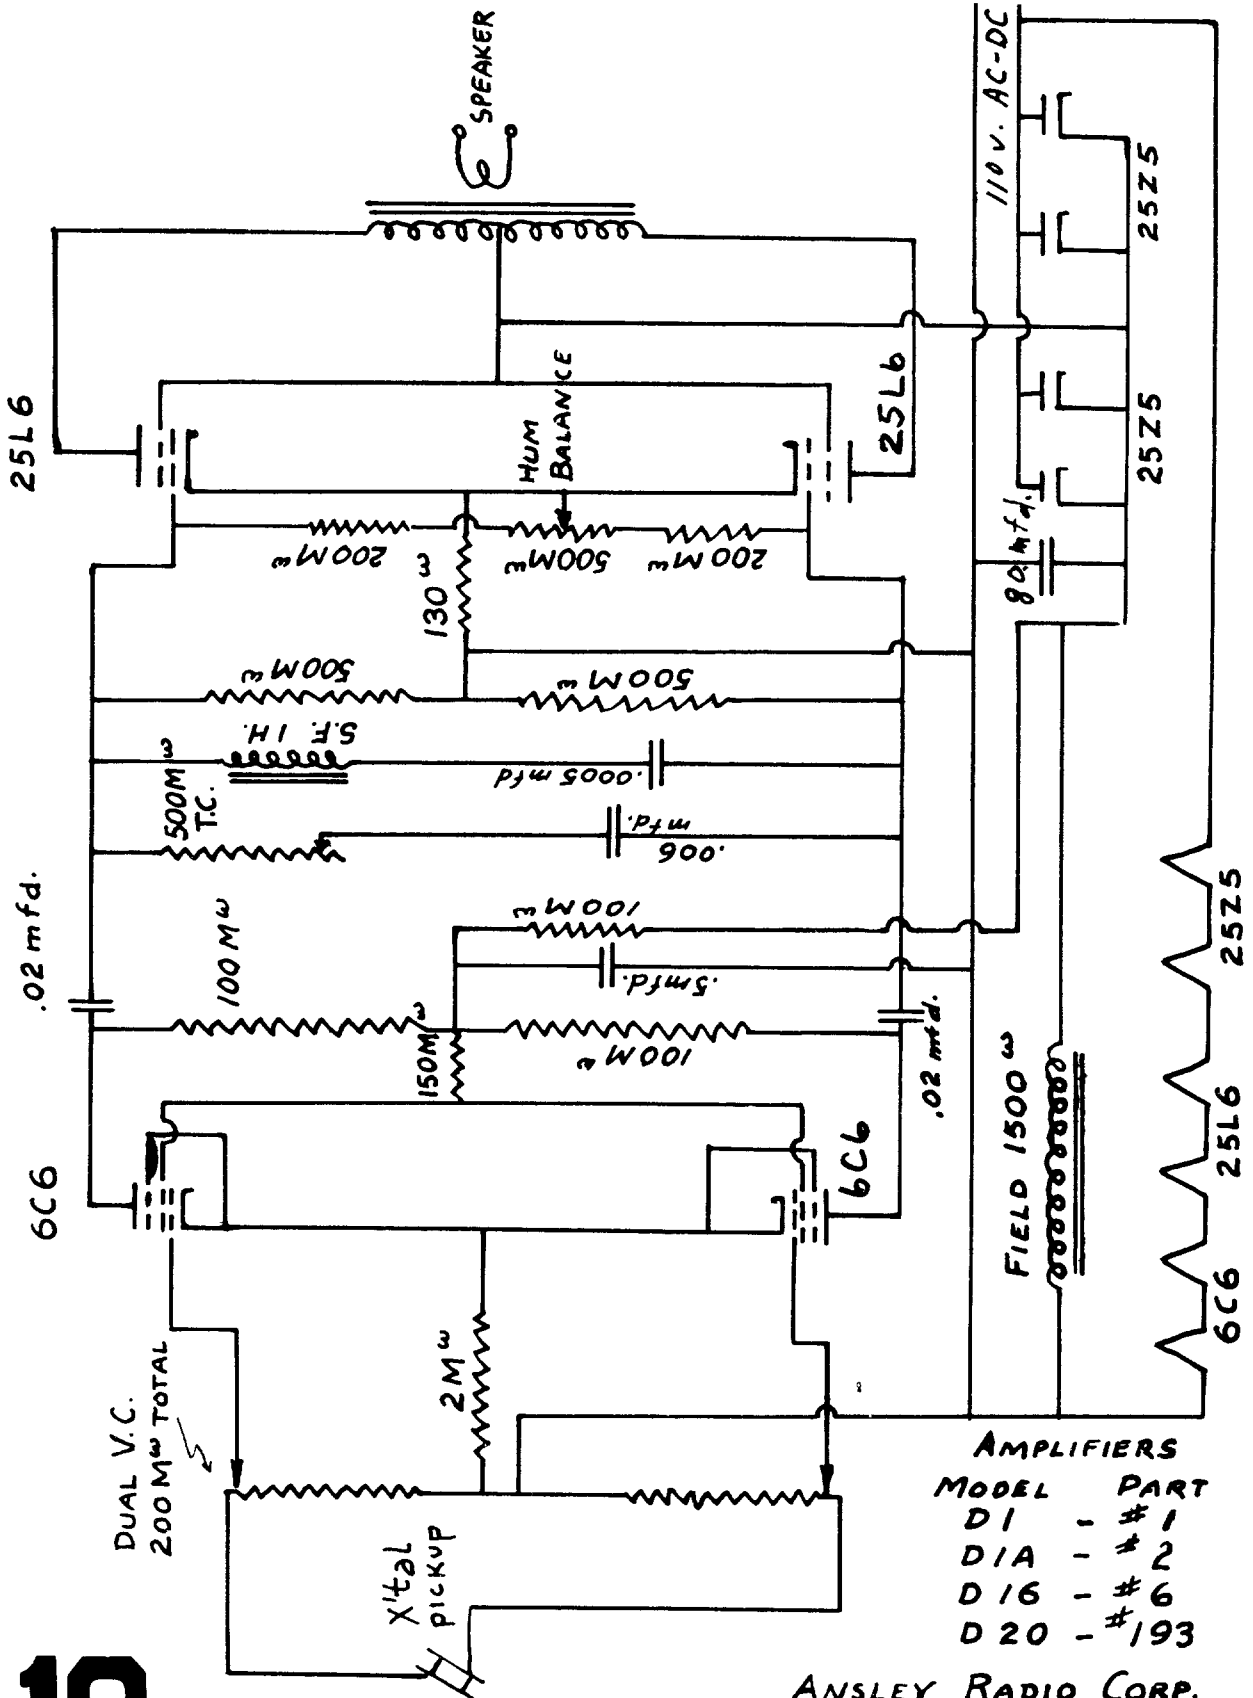 SPEAKER
110 V. AC-DC
25Z5
25Z5
25L6
25L6
HUM
BALANCE
200Mω
500Mω
200Mω
130ω
80 mfd.
500Mω
500Mω
S.F. 1H.
.0005 mfd
500Mω
T.C.
.006
mfd.
.02 mfd.
100Mω
100Mω
.5mfd.
150Mω
100Mω
.02 mfd.
6C6
6C6
2Mω
FIELD 1500ω
DUAL V.C.
200Mω TOTAL
X'tal
PICKUP
6C6
25L6
25Z5
AMPLIFIERS
MODEL PART
D1 - #1
D1A - #2
D16 - #6
D20 - #193
ANSLEY RADIO CORP.